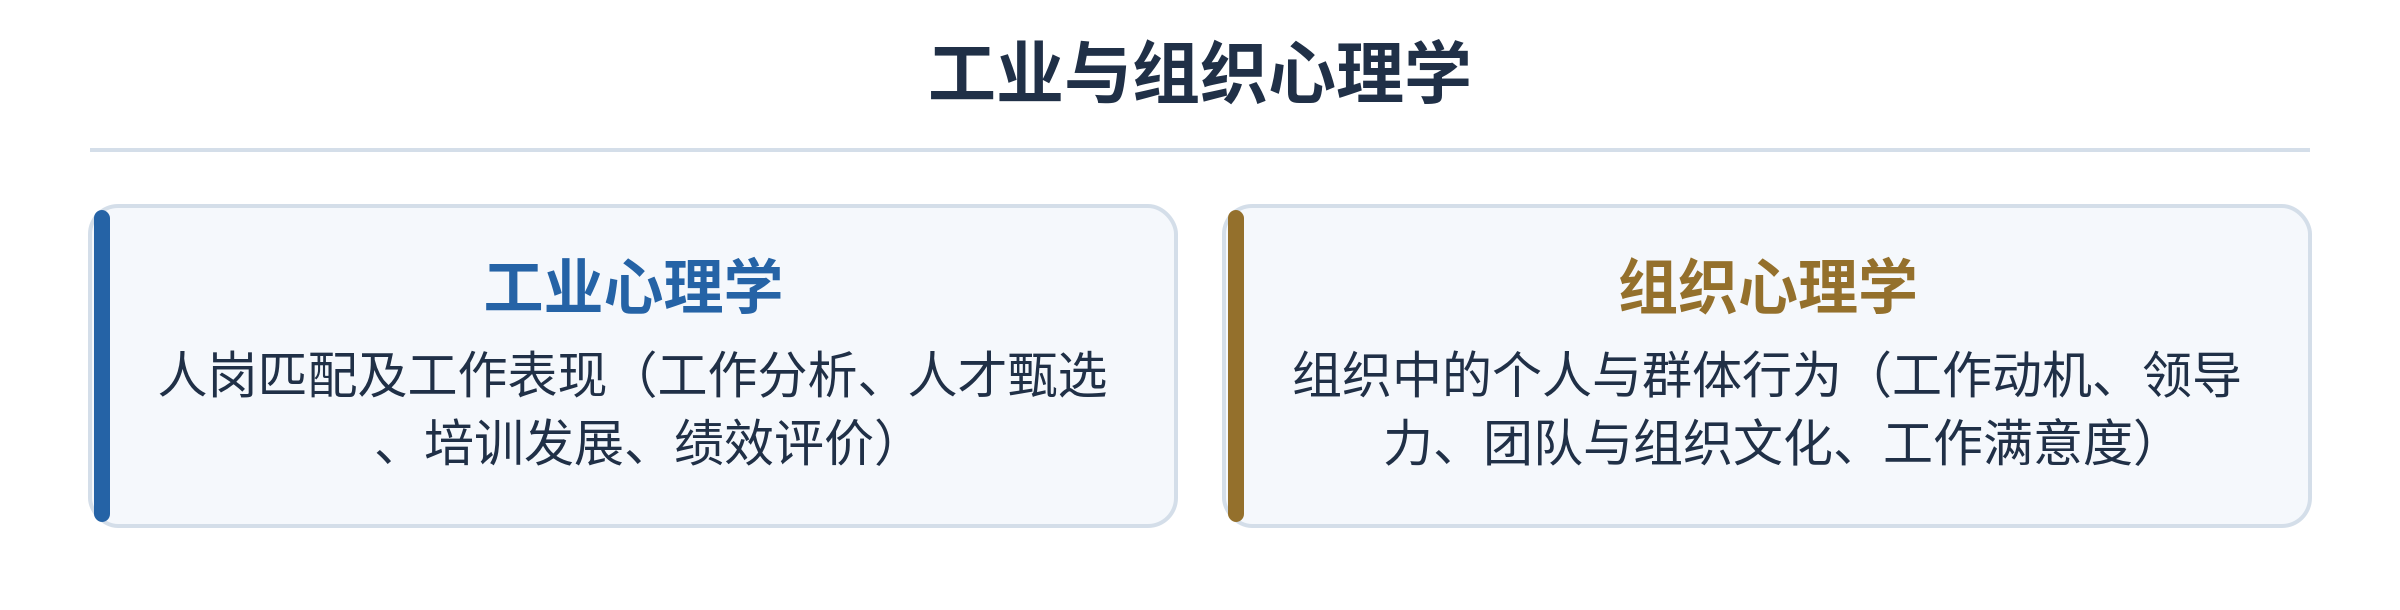 工业与组织心理学
工业心理学
人岗匹配及工作表现（工作分析、人才甄选
、培训发展、绩效评价）
组织心理学
组织中的个人与群体行为（工作动机、领导
力、团队与组织文化、工作满意度）